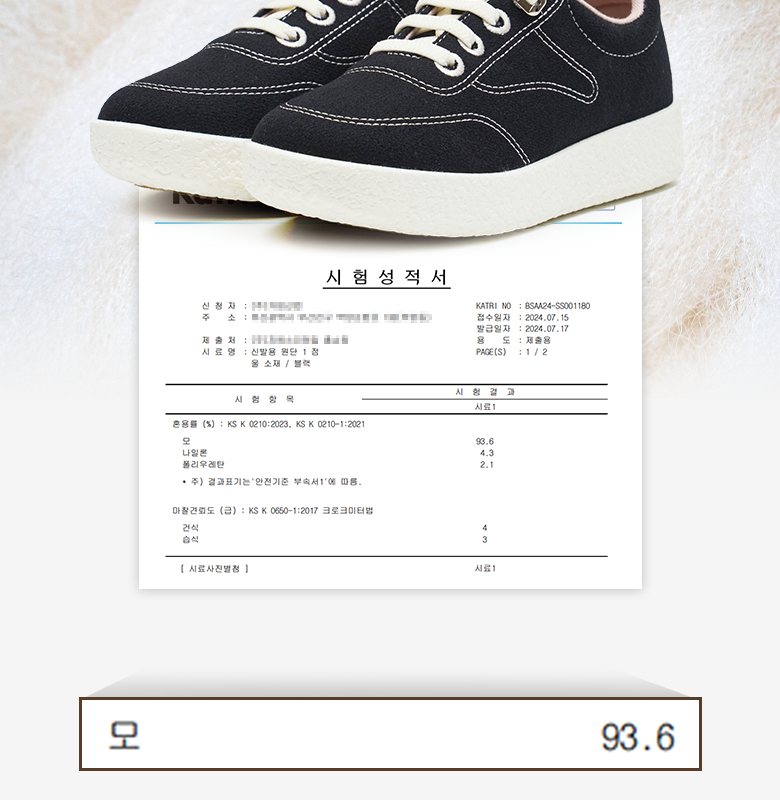 시 험 성 적 서
신 청 자 :
주 소 :
제 출 처 :
시 료 명 : 신발용 원단 1 점
울 소재 / 블랙
KATRI NO : BSAA24-SS001180
접수일자 : 2024.07.15
발급일자 : 2024.07.17
용 도 : 제출용
PAGE(S) : 1 / 2
시 험 항 목
시 험 결 과
시료1
혼용률 (%) : KS K 0210:2023, KS K 0210-1:2021
모 93.6
나일론 4.3
폴리우레탄 2.1
* 주) 결과표기는'안전기준 부속서1'에 따름.
마찰견뢰도 (급) : KS K 0650-1:2017 크로크미터법
건식 4
습식 3
[ 시료사진별첨 ] 시료1
모 93.6